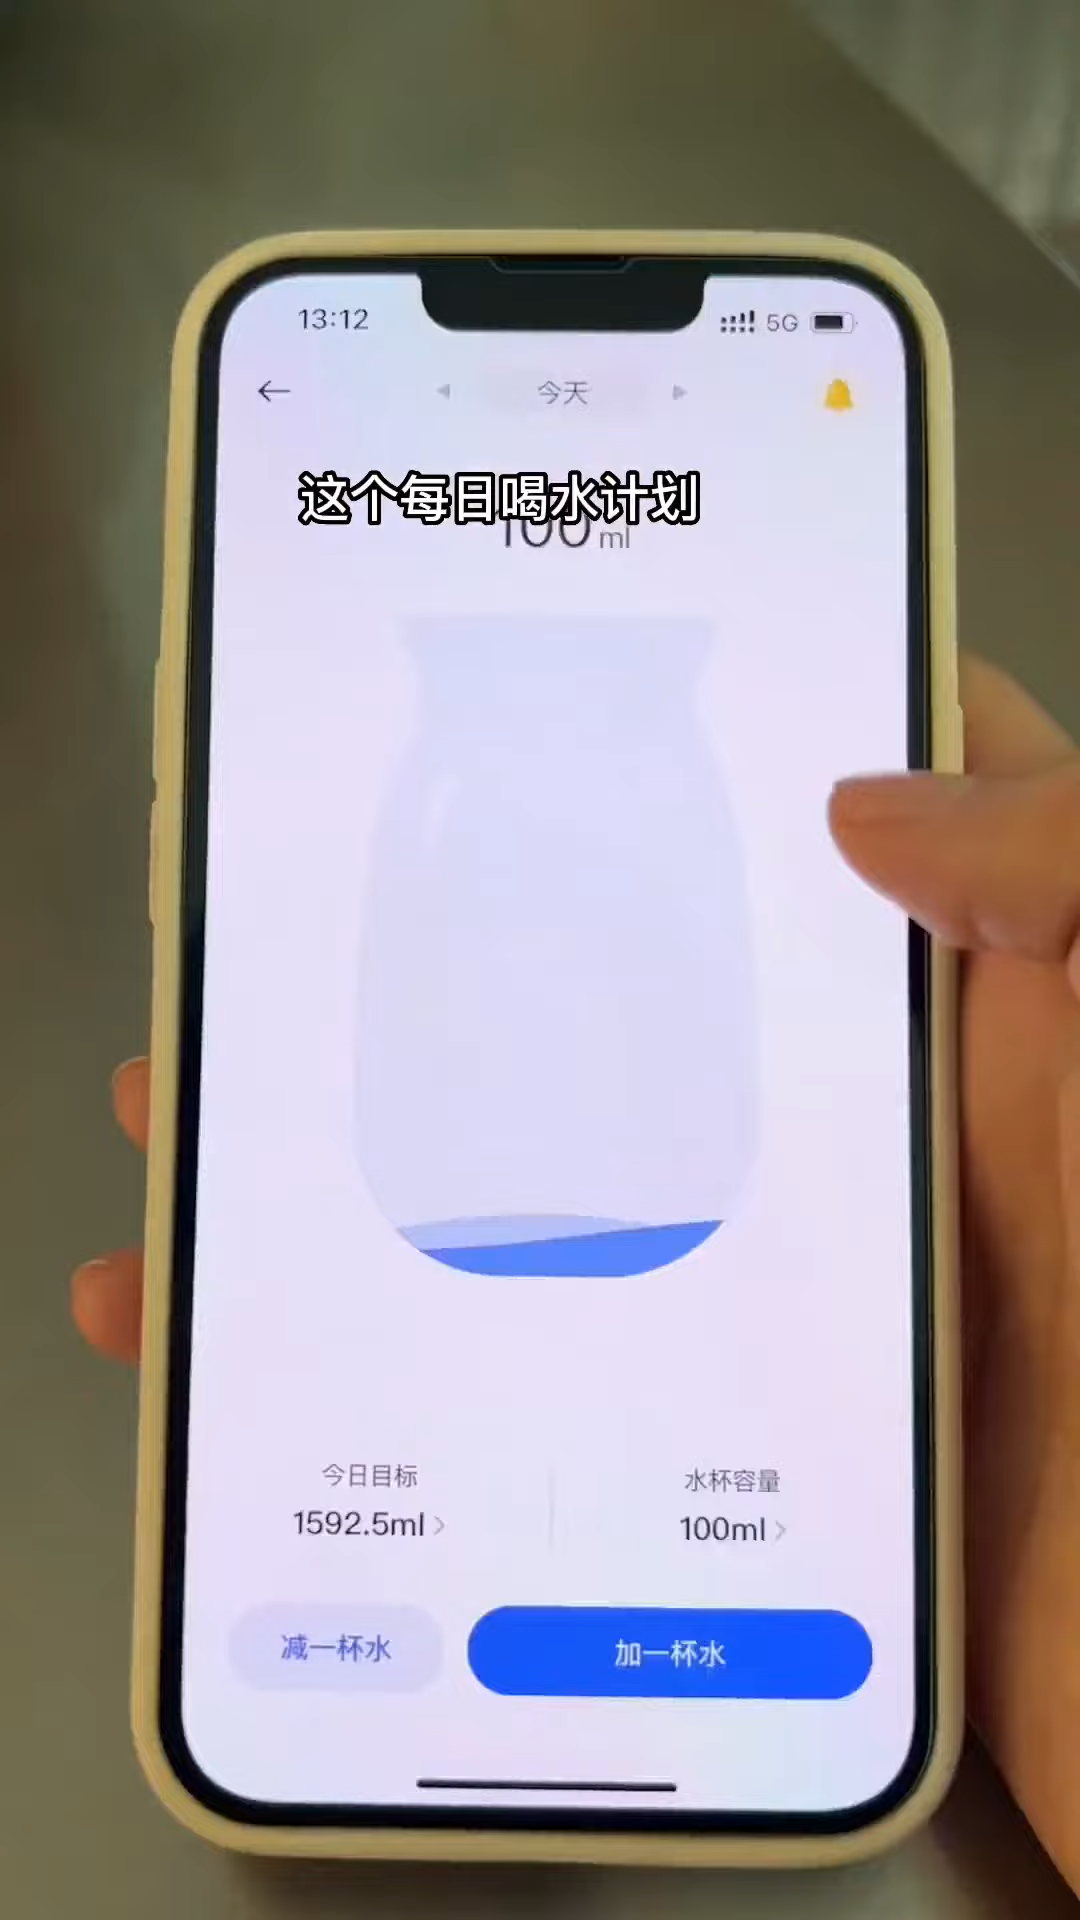 13:12
5G
今天
这个每日喝水计划
100 ml
今日目标
水杯容量
1592.5ml
100ml
减一杯水
加一杯水